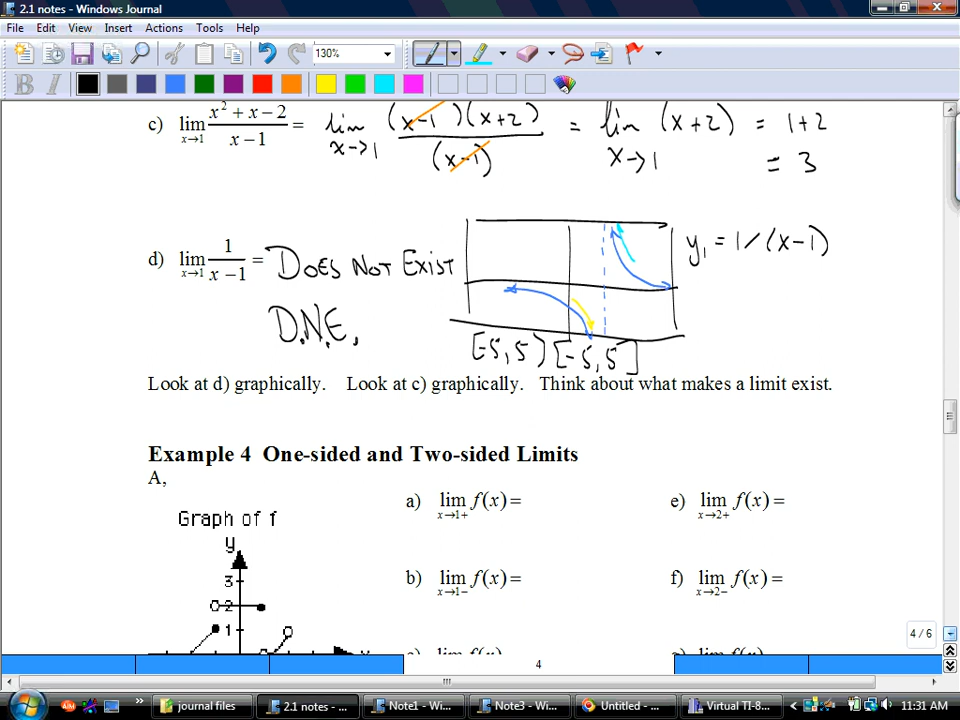 2.1 notes - Windows Journal
File Edit View Insert Actions Tools Help
130%
B I
c) lim x→1 x² + x − 2 / x − 1 = lim x→1 (x−1)(x+2) / (x−1) = lim x→1 (x+2) = 1+2
= 3
d) lim x→1 1 / x − 1 = DOES NOT EXIST
y₁ = 1/(x−1)
D.N.E.
[-5, 5) [-5, 5]
Look at d) graphically. Look at c) graphically. Think about what makes a limit exist.
Example 4 One-sided and Two-sided Limits
A,
Graph of f
y
3
2
1
a) lim x→1+ f(x) =
e) lim x→2+ f(x) =
b) lim x→1− f(x) =
f) lim x→2− f(x) =
4 / 6
4
journal files
2.1 notes - ...
Note1 - Wi...
Note3 - Win...
Untitled - ...
Virtual TI-8...
11:31 AM